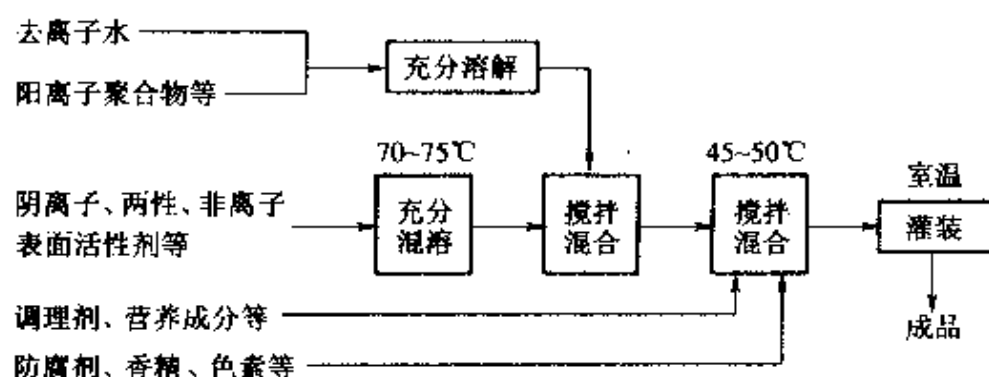 去离子水
充分溶解
阳离子聚合物等
70~75℃
45~50℃
室温
阴离子、两性、非离子
表面活性剂等
充分
混溶
搅拌
混合
搅拌
混合
灌装
调理剂、营养成分等
成品
防腐剂、香精、色素等